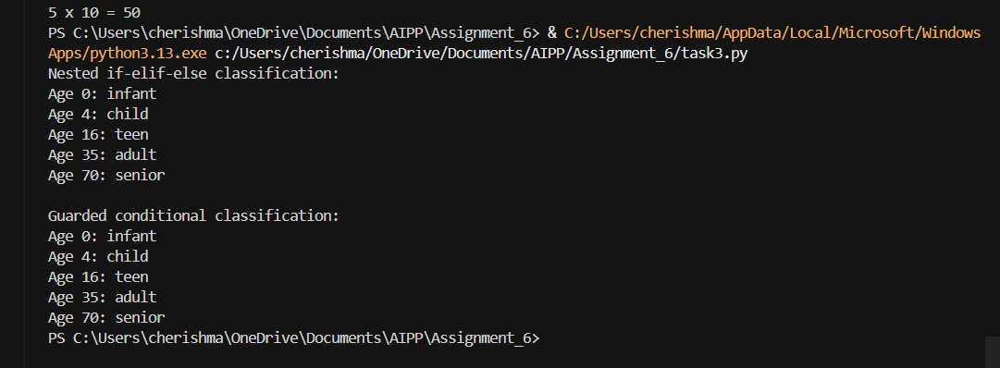 5 x 10 = 50
PS C:\Users\cherishma\OneDrive\Documents\AIPP\Assignment_6> & C:/Users/cherishma/AppData/Local/Microsoft/Windows
Apps/python3.13.exe c:/Users/cherishma/OneDrive/Documents/AIPP/Assignment_6/task3.py
Nested if-elif-else classification:
Age 0: infant
Age 4: child
Age 16: teen
Age 35: adult
Age 70: senior

Guarded conditional classification:
Age 0: infant
Age 4: child
Age 16: teen
Age 35: adult
Age 70: senior
PS C:\Users\cherishma\OneDrive\Documents\AIPP\Assignment_6>